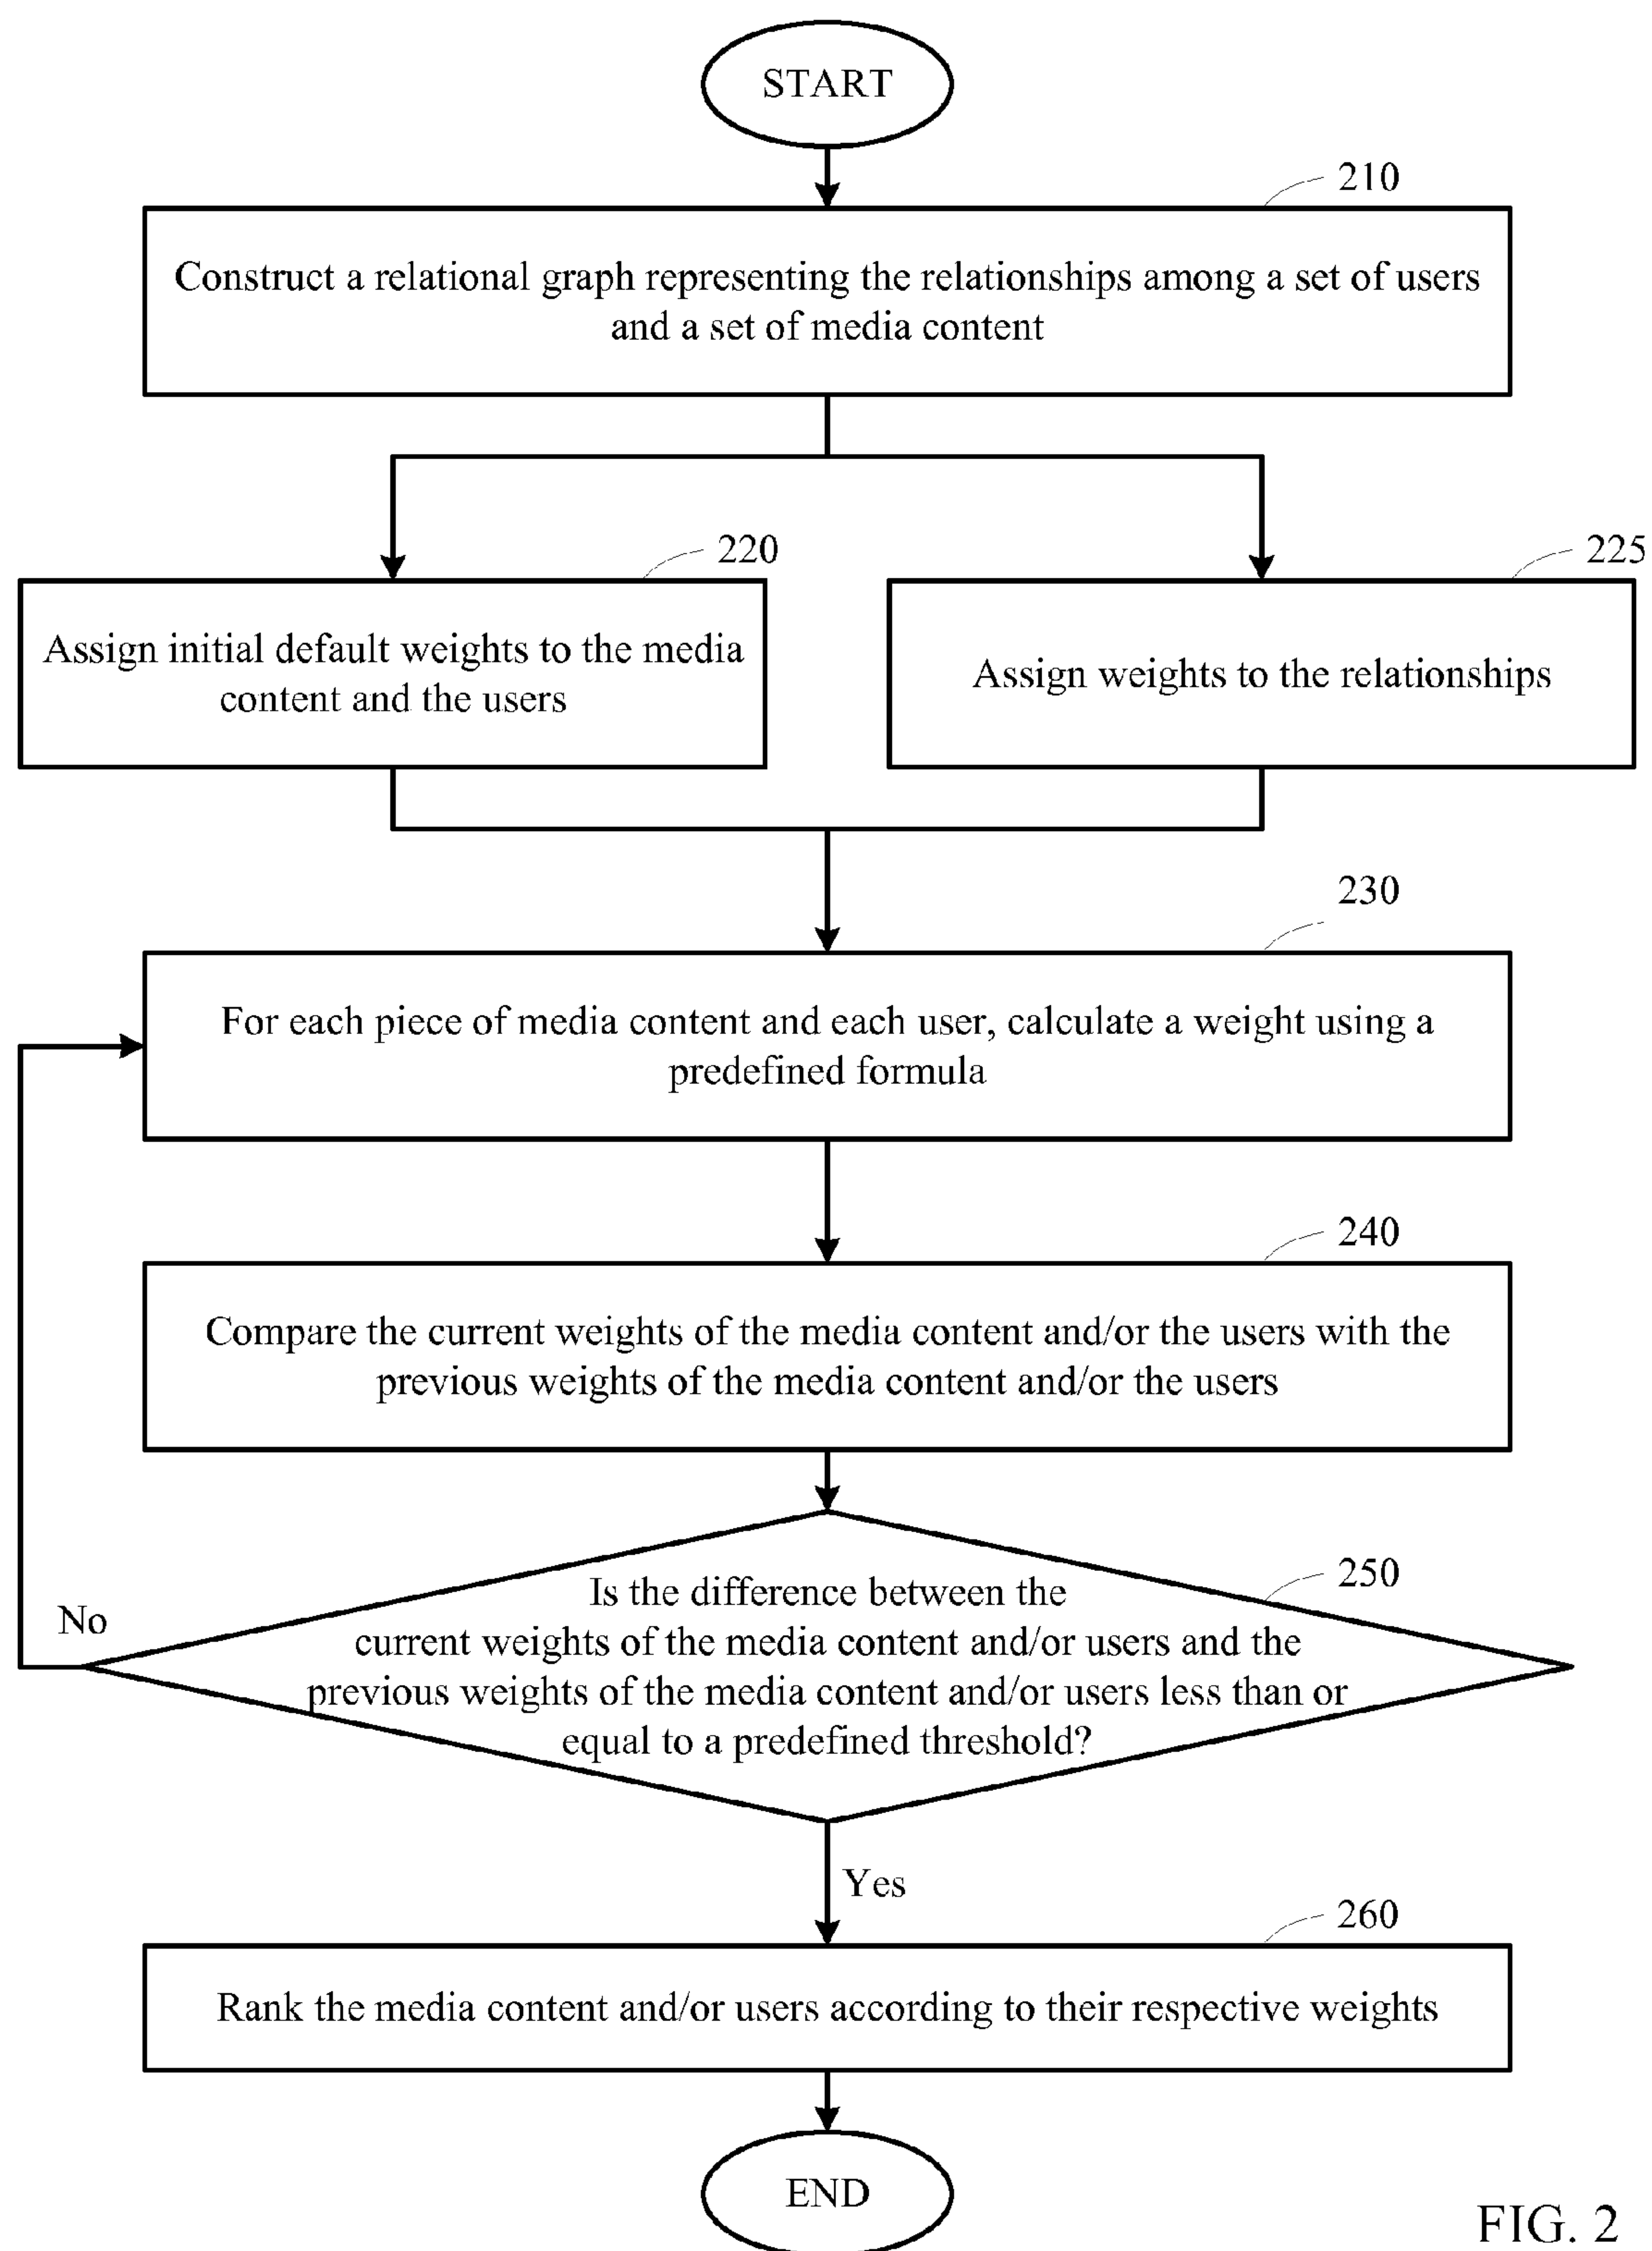 START
210
Construct a relational graph representing the relationships among a set of users
and a set of media content
220
Assign initial default weights to the media
content and the users
225
Assign weights to the relationships
230
For each piece of media content and each user, calculate a weight using a
predefined formula
240
Compare the current weights of the media content and/or the users with the
previous weights of the media content and/or the users
250
Is the difference between the
current weights of the media content and/or users and the
previous weights of the media content and/or users less than or
equal to a predefined threshold?
No
Yes
260
Rank the media content and/or users according to their respective weights
END
FIG. 2